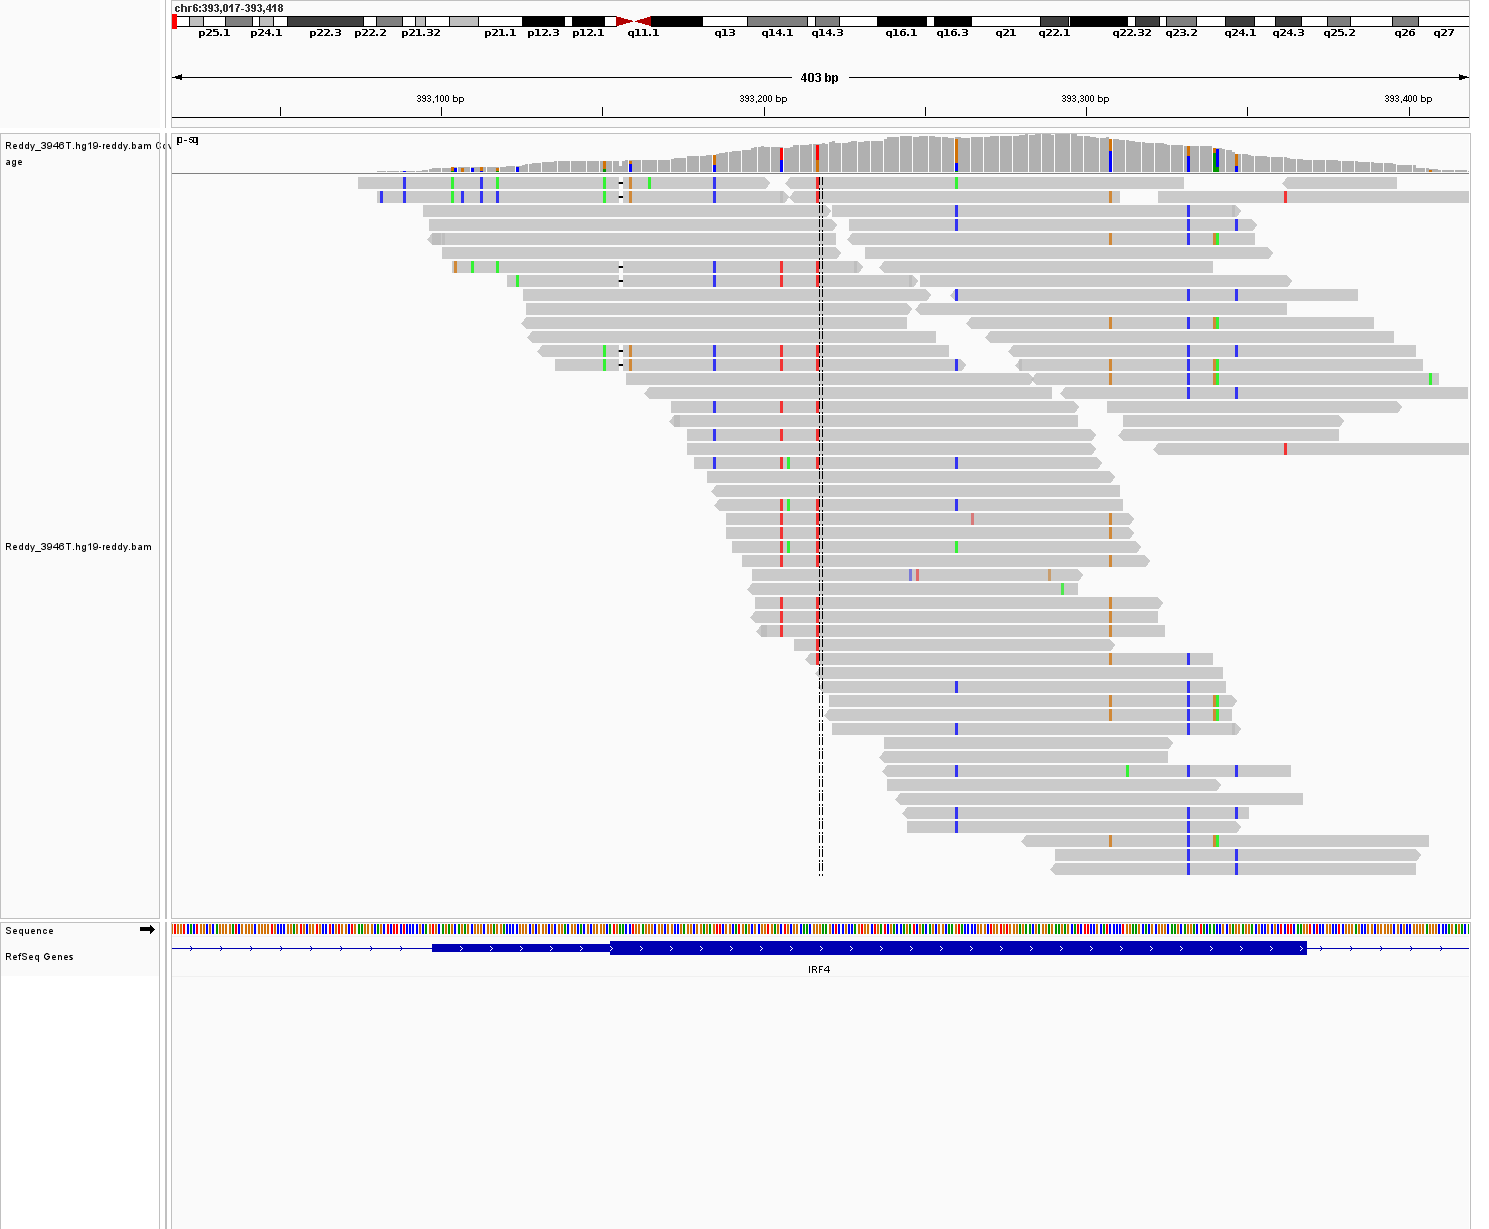 chr6:393,017-393,418
p25.1 p24.1 p22.3 p22.2 p21.32 p21.1 p12.3 p12.1 q11.1 q13 q14.1 q14.3 q16.1 q16.3 q21 q22.1 q22.32 q23.2 q24.1 q24.3 q25.2 q26 q27
403 bp
393,100 bp 393,200 bp 393,300 bp 393,400 bp
Reddy_3946T.hg19-reddy.bam Cov
age
Reddy_3946T.hg19-reddy.bam
Sequence
RefSeq Genes
IRF4